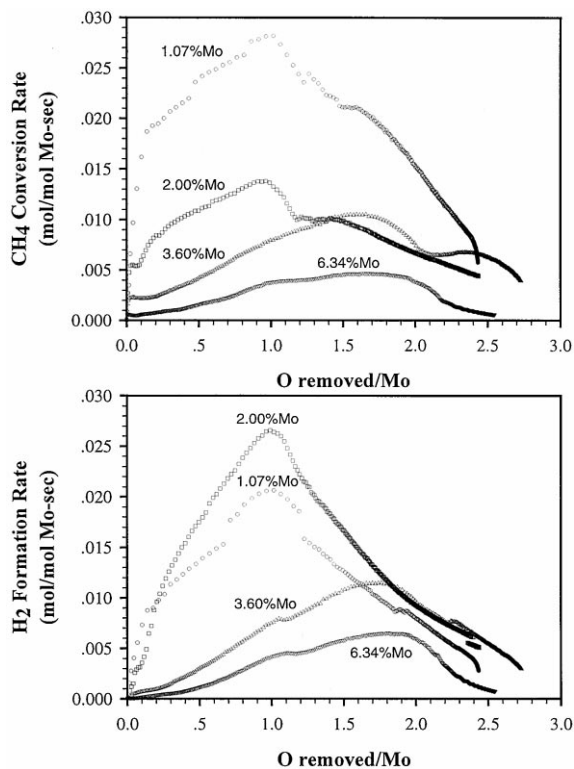 .030
.025
.020
.015
.010
.005
0.000
CH4 Conversion Rate
(mol/mol Mo-sec)
1.07%Mo
2.00%Mo
3.60%Mo
6.34%Mo
0.0 .5 1.0 1.5 2.0 2.5 3.0
O removed/Mo
.030
.025
.020
.015
.010
.005
0.000
H2 Formation Rate
(mol/mol Mo-sec)
2.00%Mo
1.07%Mo
3.60%Mo
6.34%Mo
0.0 .5 1.0 1.5 2.0 2.5 3.0
O removed/Mo